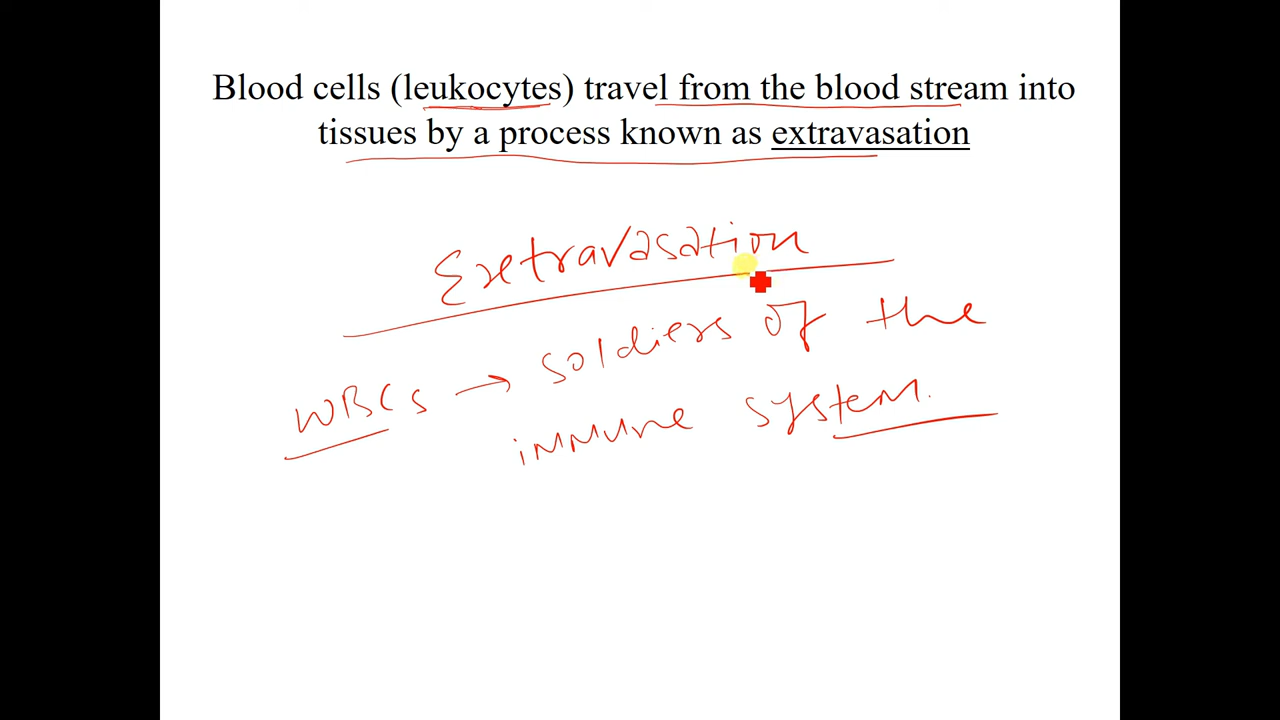 Blood cells (leukocytes) travel from the blood stream into
tissues by a process known as extravasation
Extravasation
WBCs → soldiers of the
immune system.